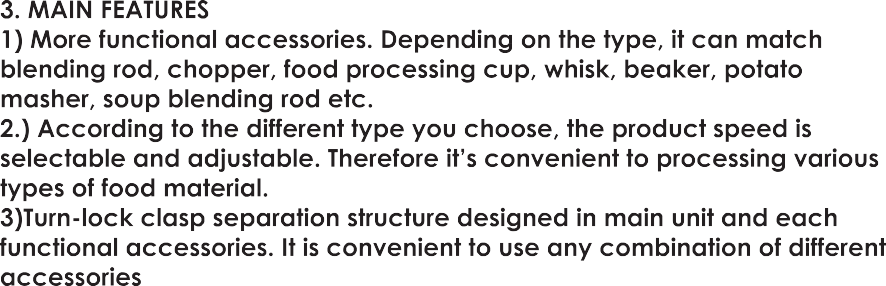 3. MAIN FEATURES
1) More functional accessories. Depending on the type, it can match
blending rod, chopper, food processing cup, whisk, beaker, potato
masher, soup blending rod etc.
2.) According to the different type you choose, the product speed is
selectable and adjustable. Therefore it’s convenient to processing various
types of food material.
3)Turn-lock clasp separation structure designed in main unit and each
functional accessories. It is convenient to use any combination of different
accessories